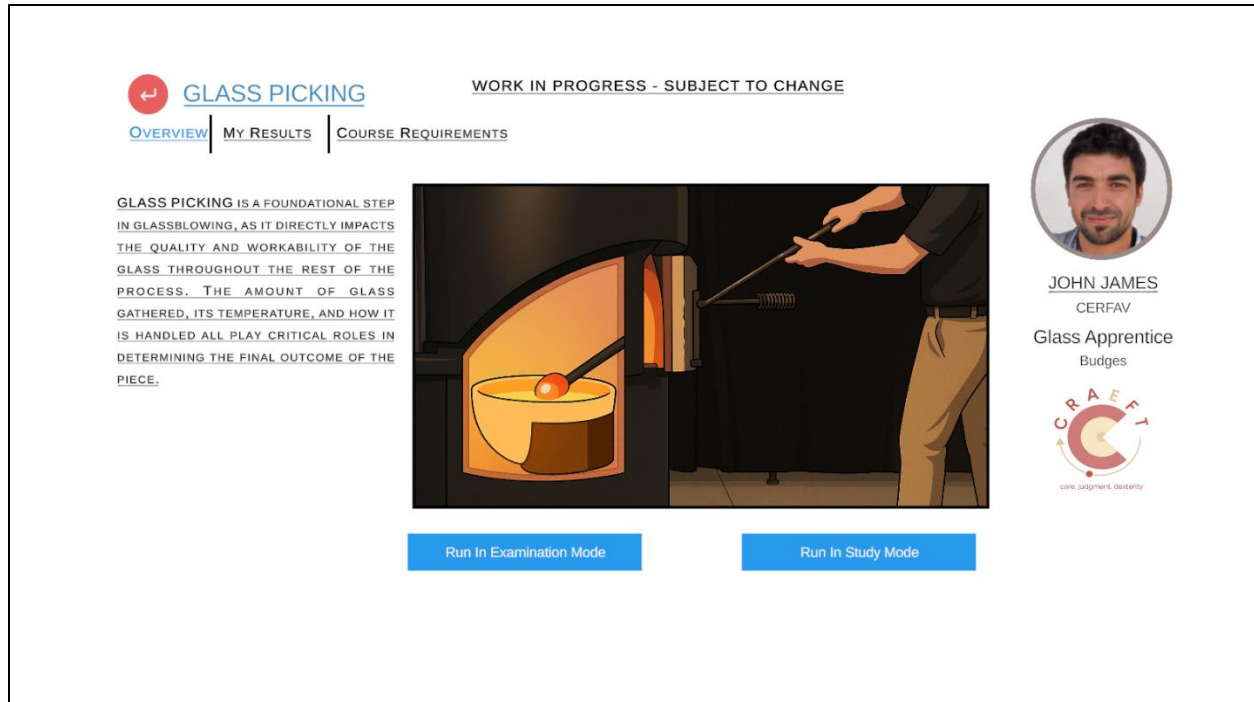 GLASS PICKING
WORK IN PROGRESS - SUBJECT TO CHANGE
OVERVIEW
MY RESULTS
COURSE REQUIREMENTS
GLASS PICKING IS A FOUNDATIONAL STEP
IN GLASSBLOWING, AS IT DIRECTLY IMPACTS
THE QUALITY AND WORKABILITY OF THE
GLASS THROUGHOUT THE REST OF THE
PROCESS. THE AMOUNT OF GLASS
GATHERED, ITS TEMPERATURE, AND HOW IT
IS HANDLED ALL PLAY CRITICAL ROLES IN
DETERMINING THE FINAL OUTCOME OF THE
PIECE.
JOHN JAMES
CERFAV
Glass Apprentice
Budges
CRAEFT
care, judgment, dexterity
Run In Examination Mode
Run In Study Mode